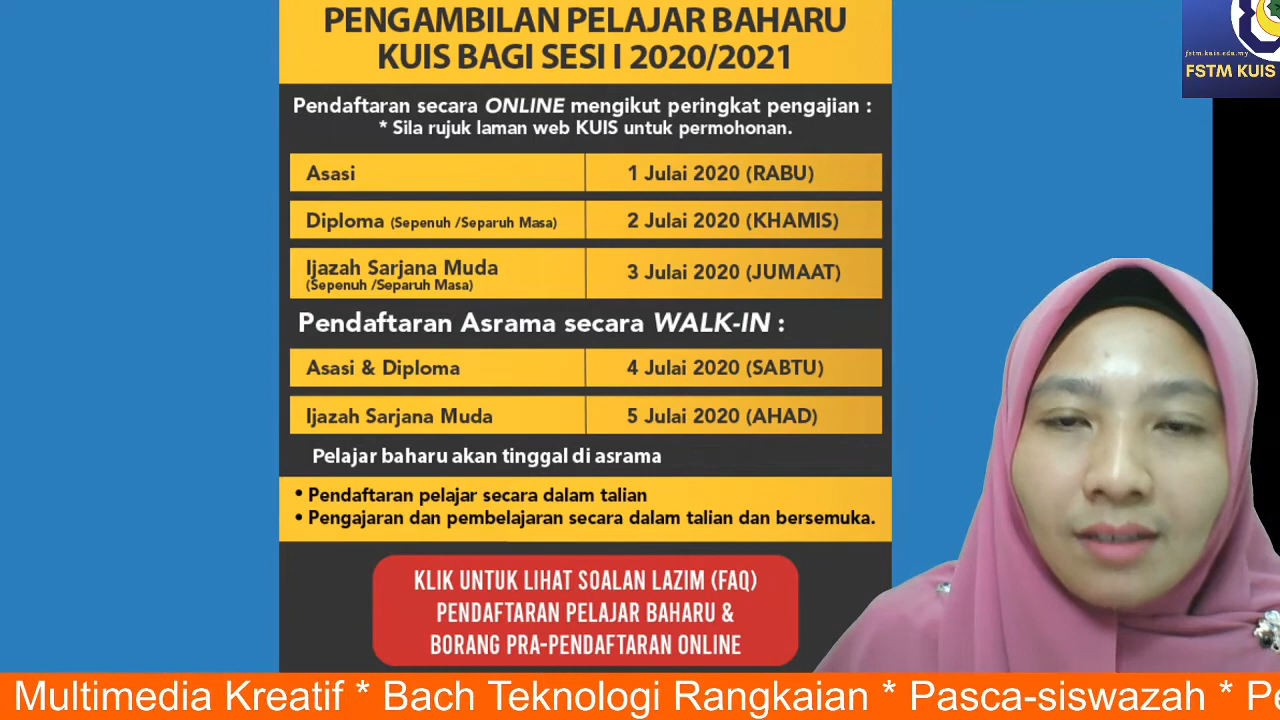 PENGAMBILAN PELAJAR BAHARU
KUIS BAGI SESI I 2020/2021
fstm.kuis.edu.my
FSTM KUIS
Pendaftaran secara ONLINE mengikut peringkat pengajian :
* Sila rujuk laman web KUIS untuk permohonan.
Asasi 1 Julai 2020 (RABU)
Diploma (Sepenuh /Separuh Masa) 2 Julai 2020 (KHAMIS)
Ijazah Sarjana Muda 3 Julai 2020 (JUMAAT)
(Sepenuh /Separuh Masa)
Pendaftaran Asrama secara WALK-IN :
Asasi & Diploma 4 Julai 2020 (SABTU)
Ijazah Sarjana Muda 5 Julai 2020 (AHAD)
Pelajar baharu akan tinggal di asrama
• Pendaftaran pelajar secara dalam talian
• Pengajaran dan pembelajaran secara dalam talian dan bersemuka.
KLIK UNTUK LIHAT SOALAN LAZIM (FAQ)
PENDAFTARAN PELAJAR BAHARU &
BORANG PRA-PENDAFTARAN ONLINE
Multimedia Kreatif * Bach Teknologi Rangkaian * Pasca-siswazah * Pe